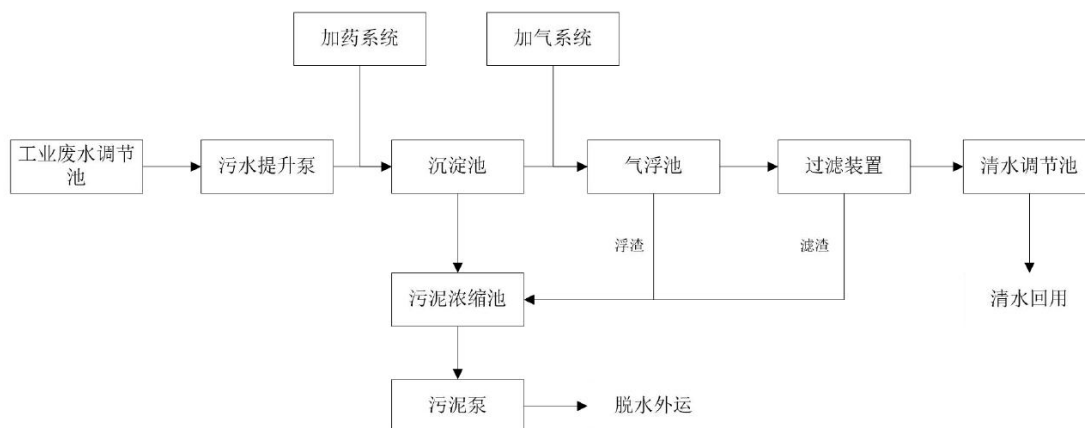 加药系统
加气系统
工业废水调节
池
污水提升泵
沉淀池
气浮池
过滤装置
清水调节池
浮渣
滤渣
污泥浓缩池
清水回用
污泥泵
脱水外运